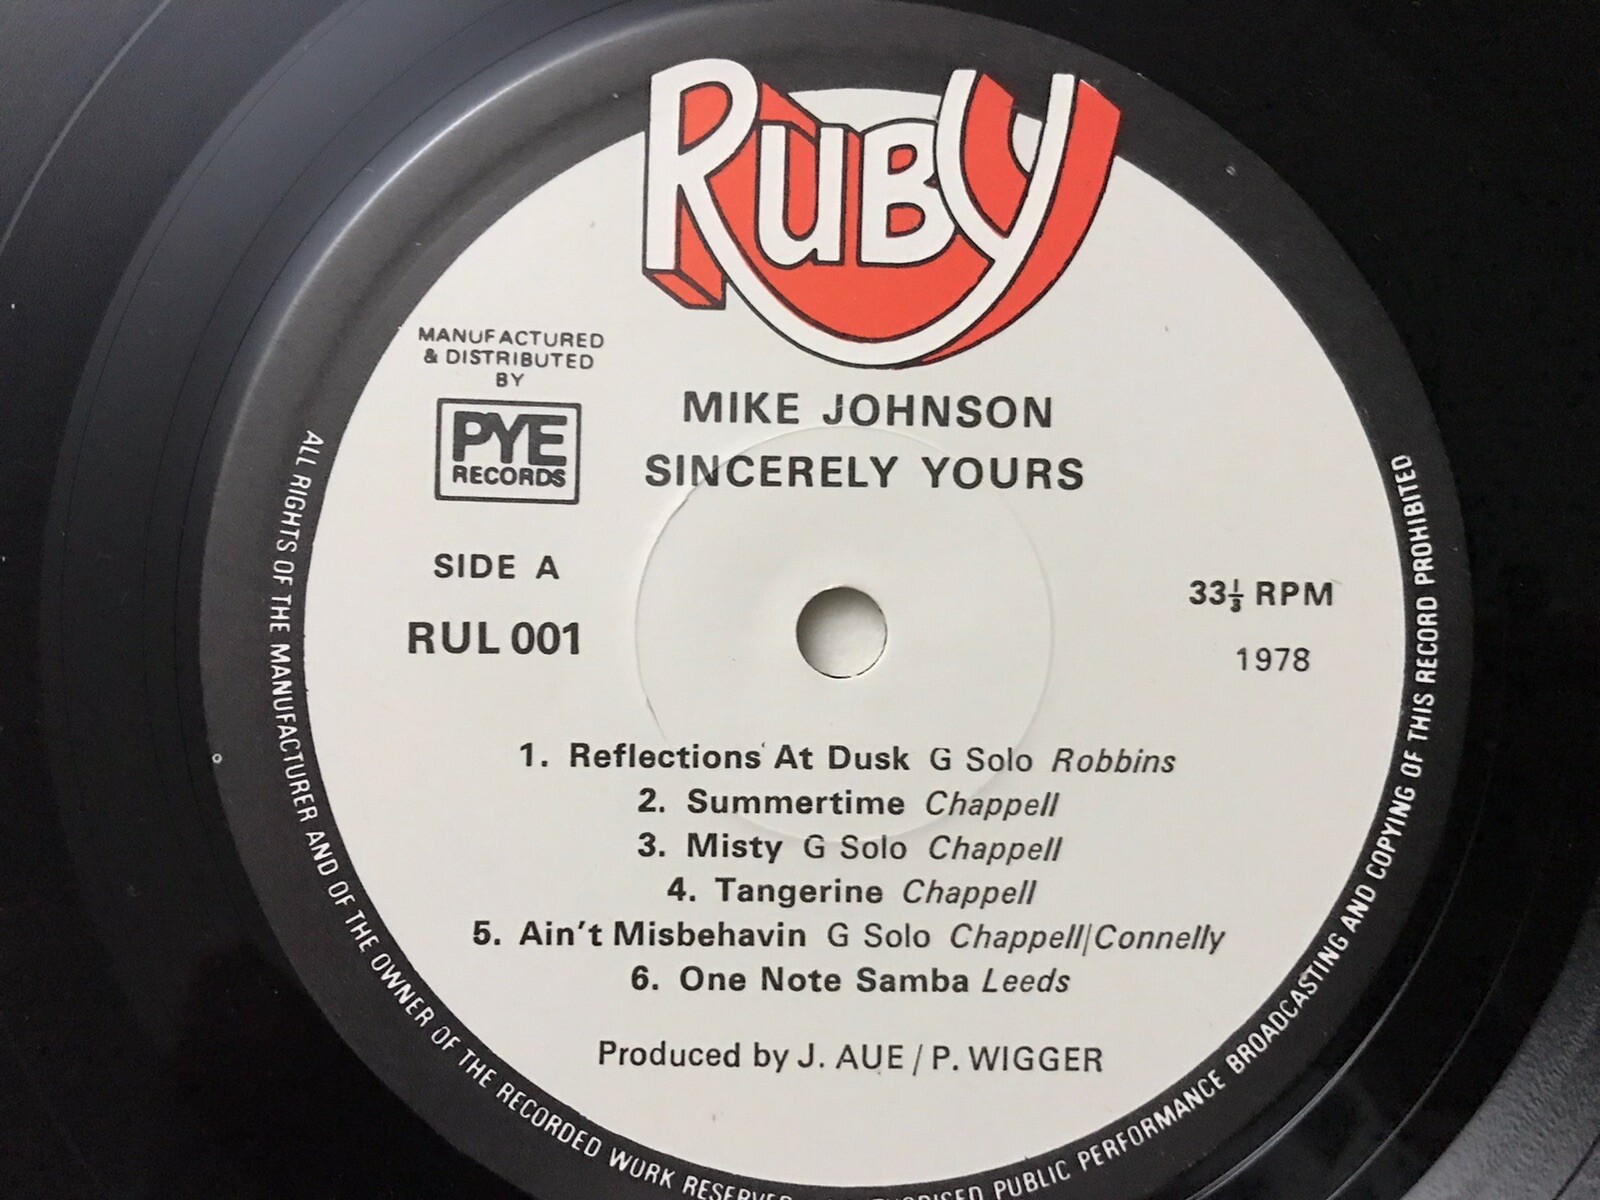 RUBY
MANUFACTURED
& DISTRIBUTED
BY
PYE
RECORDS
MIKE JOHNSON
SINCERELY YOURS
SIDE A
RUL 001
33⅓ RPM
1978
1. Reflections At Dusk G Solo Robbins
2. Summertime Chappell
3. Misty G Solo Chappell
4. Tangerine Chappell
5. Ain't Misbehavin G Solo Chappell/Connelly
6. One Note Samba Leeds
Produced by J. AUE / P. WIGGER
ALL RIGHTS OF THE MANUFACTURER AND OF THE OWNER OF THE RECORDED WORK PUBLIC PERFORMANCE BROADCASTING AND COPYING OF THIS RECORD PROHIBITED